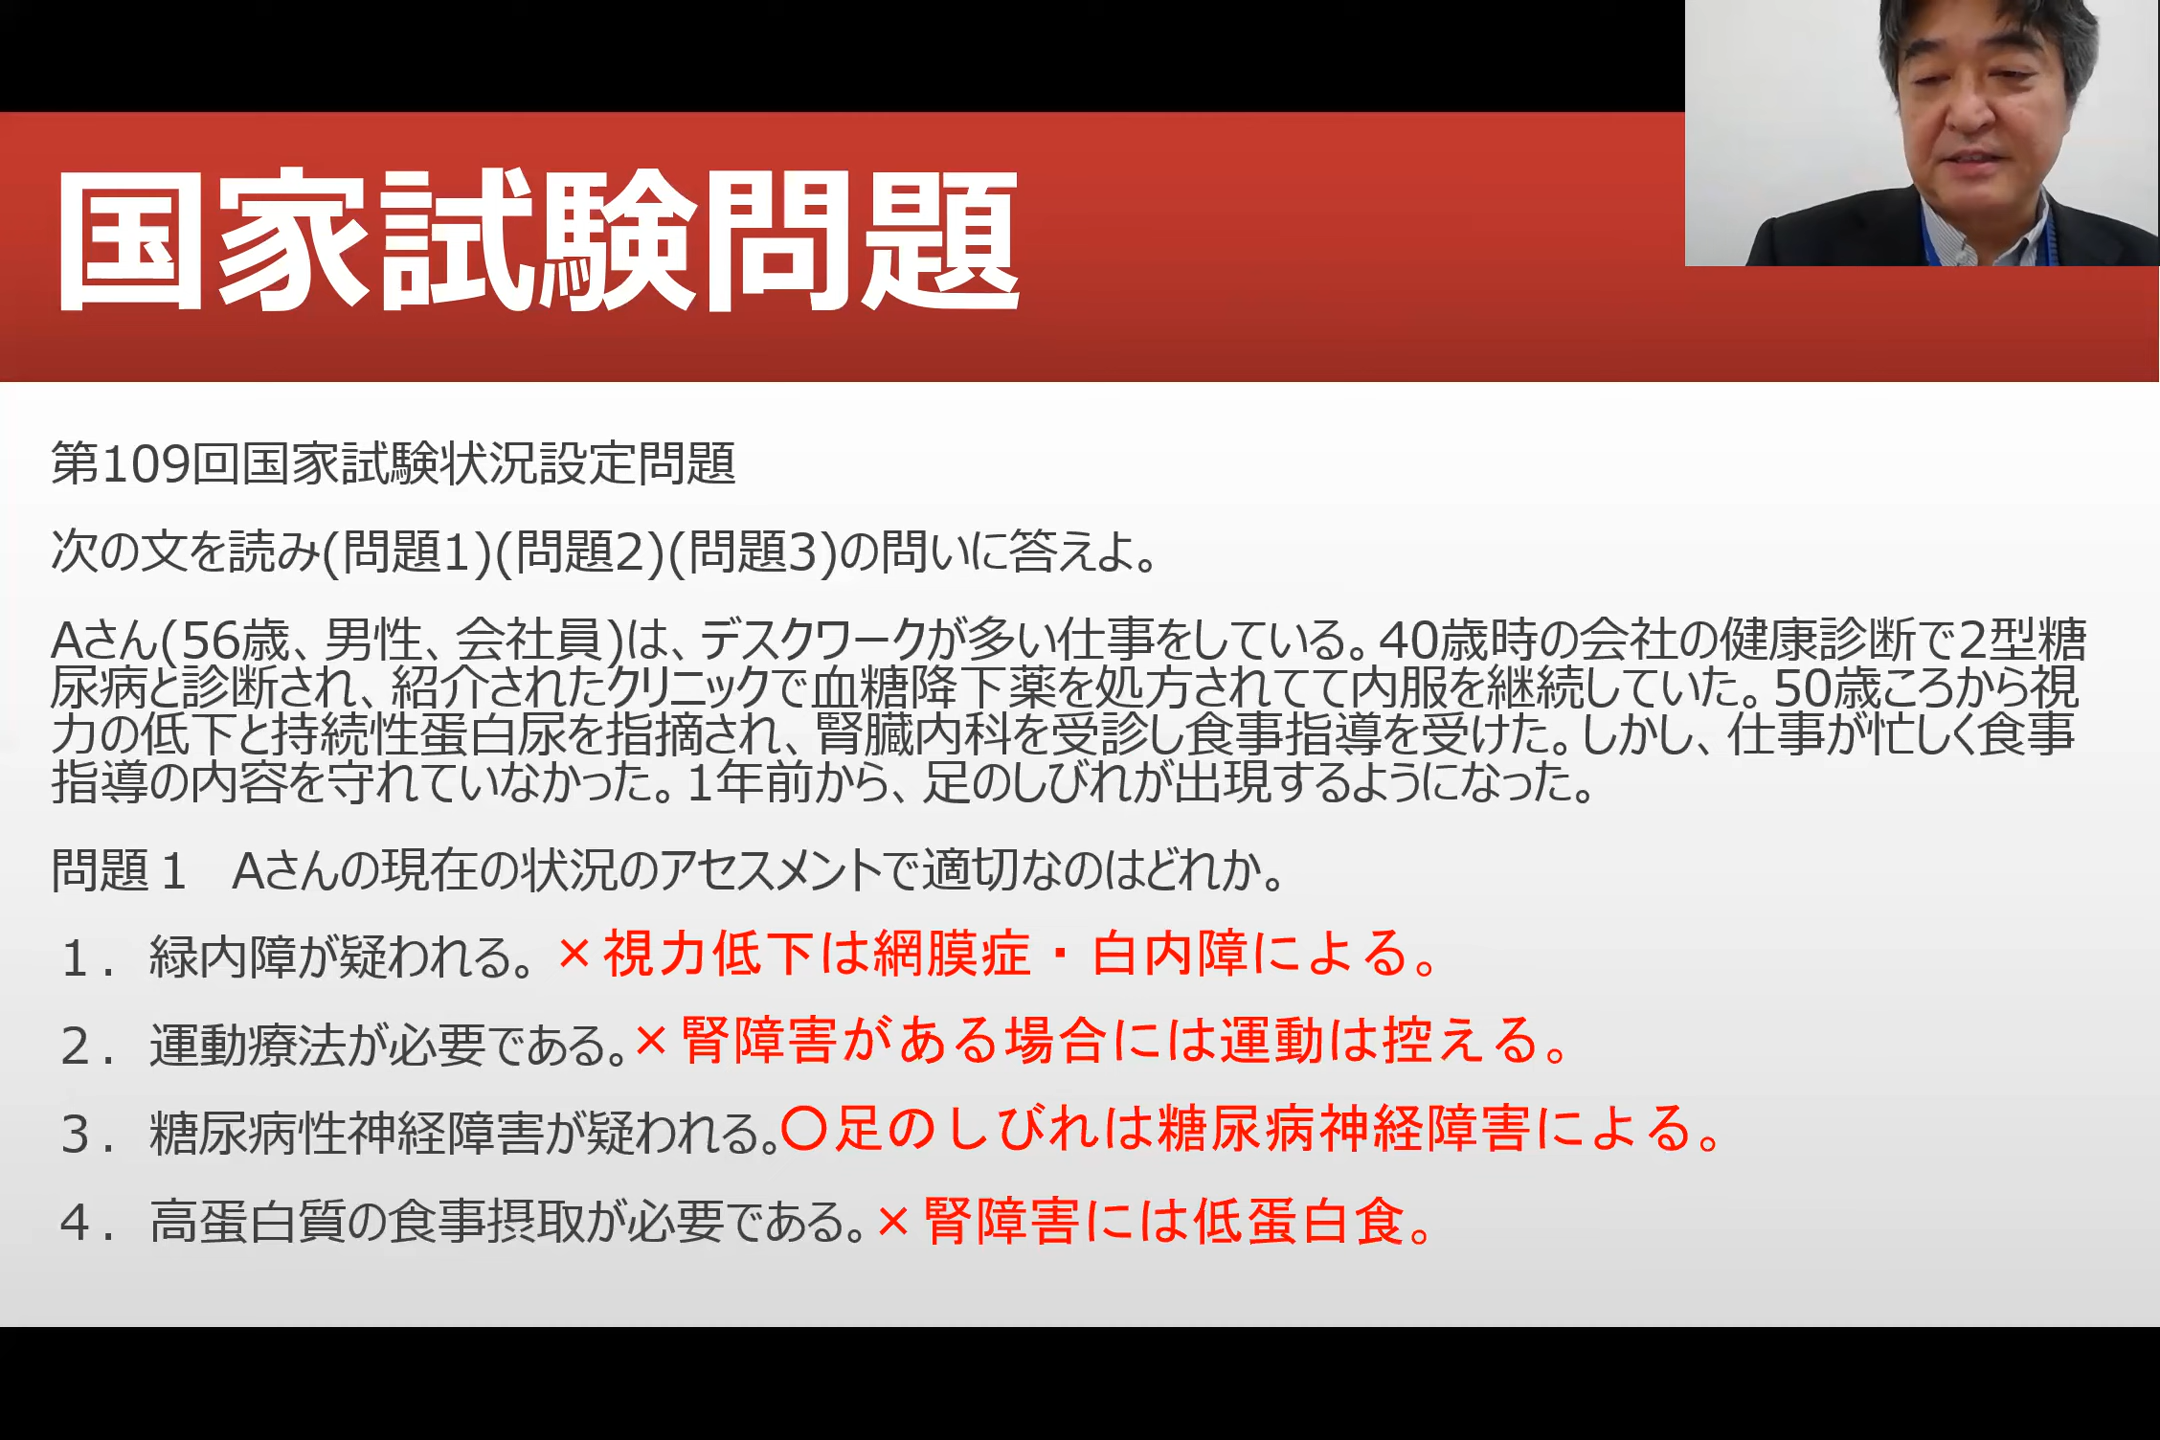 国家試験問題
第109回国家試験状況設定問題
次の文を読み(問題1)(問題2)(問題3)の問いに答えよ。
Aさん(56歳、男性、会社員)は、デスクワークが多い仕事をしている。40歳時の会社の健康診断で2型糖
尿病と診断され、紹介されたクリニックで血糖降下薬を処方されてて内服を継続していた。50歳ころから視
力の低下と持続性蛋白尿を指摘され、腎臓内科を受診し食事指導を受けた。しかし、仕事が忙しく食事
指導の内容を守れていなかった。1年前から、足のしびれが出現するようになった。
問題１　Aさんの現在の状況のアセスメントで適切なのはどれか。
１．緑内障が疑われる。×視力低下は網膜症・白内障による。
２．運動療法が必要である。×腎障害がある場合には運動は控える。
３．糖尿病性神経障害が疑われる。〇足のしびれは糖尿病神経障害による。
４．高蛋白質の食事摂取が必要である。×腎障害には低蛋白食。